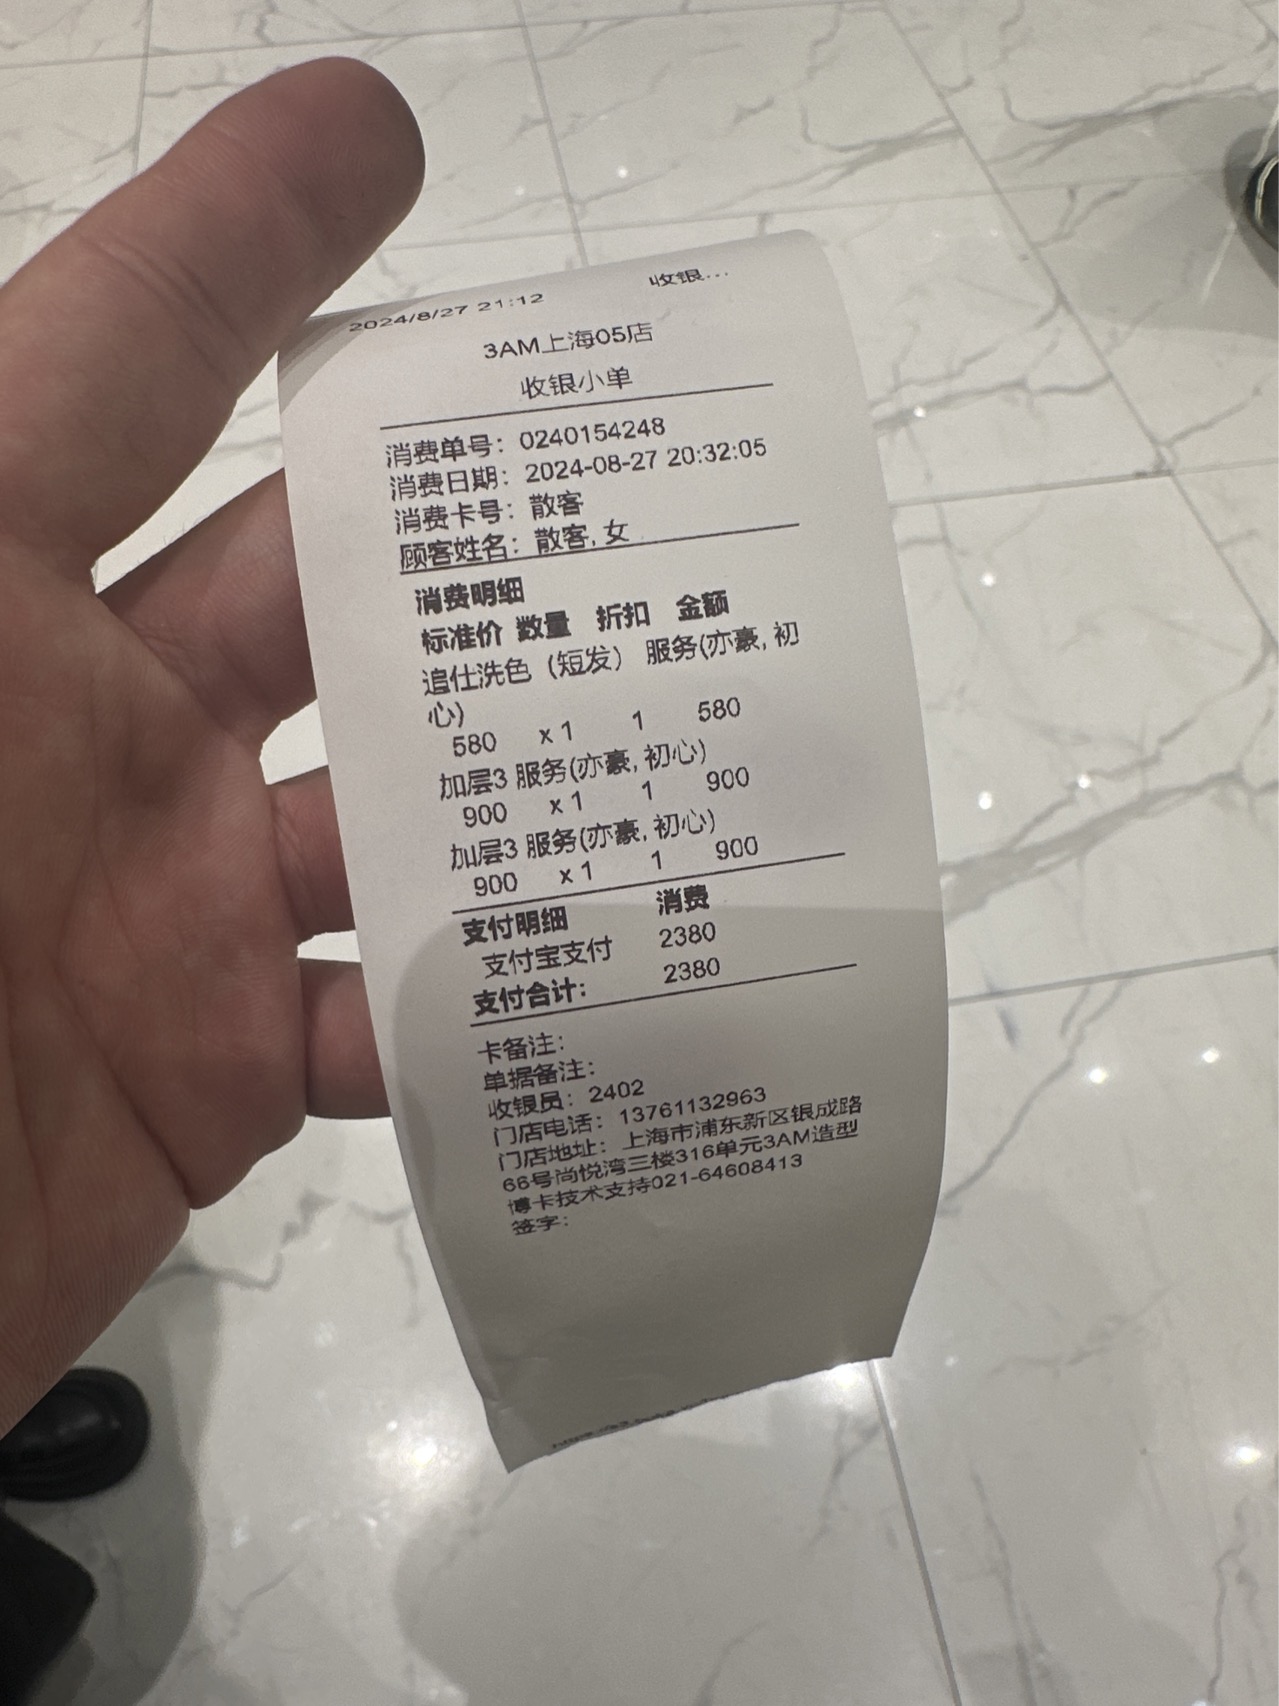 2024/8/27 21:12 收银...
3AM上海05店
收银小单
消费单号：0240154248
消费日期：2024-08-27 20:32:05
消费卡号：散客
顾客姓名：散客, 女
消费明细
标准价 数量 折扣 金额
追仕洗色（短发） 服务(亦豪, 初
心)
580 x 1 1 580
加层3 服务(亦豪, 初心)
900 x 1 1 900
加层3 服务(亦豪, 初心)
900 x 1 1 900
支付明细 消费
支付宝支付 2380
支付合计: 2380
卡备注：
单据备注：
收银员：2402
门店电话：13761132963
门店地址：上海市浦东新区银成路
66号尚悦湾三楼316单元3AM造型
博卡技术支持021-64608413
签字：